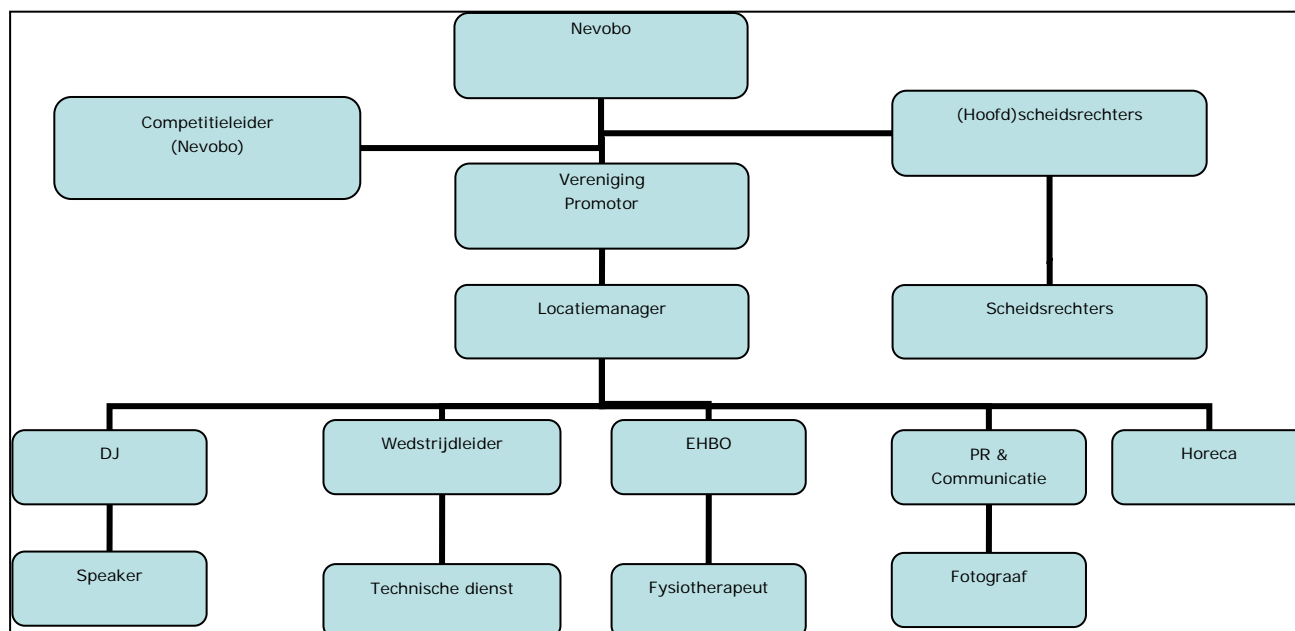 Nevobo
Competitieleider
(Nevobo)
(Hoofd)scheidsrechters
Vereniging
Promotor
Locatiemanager
Scheidsrechters
DJ
Wedstrijdleider
EHBO
PR &
Communicatie
Horeca
Speaker
Technische dienst
Fysiotherapeut
Fotograaf